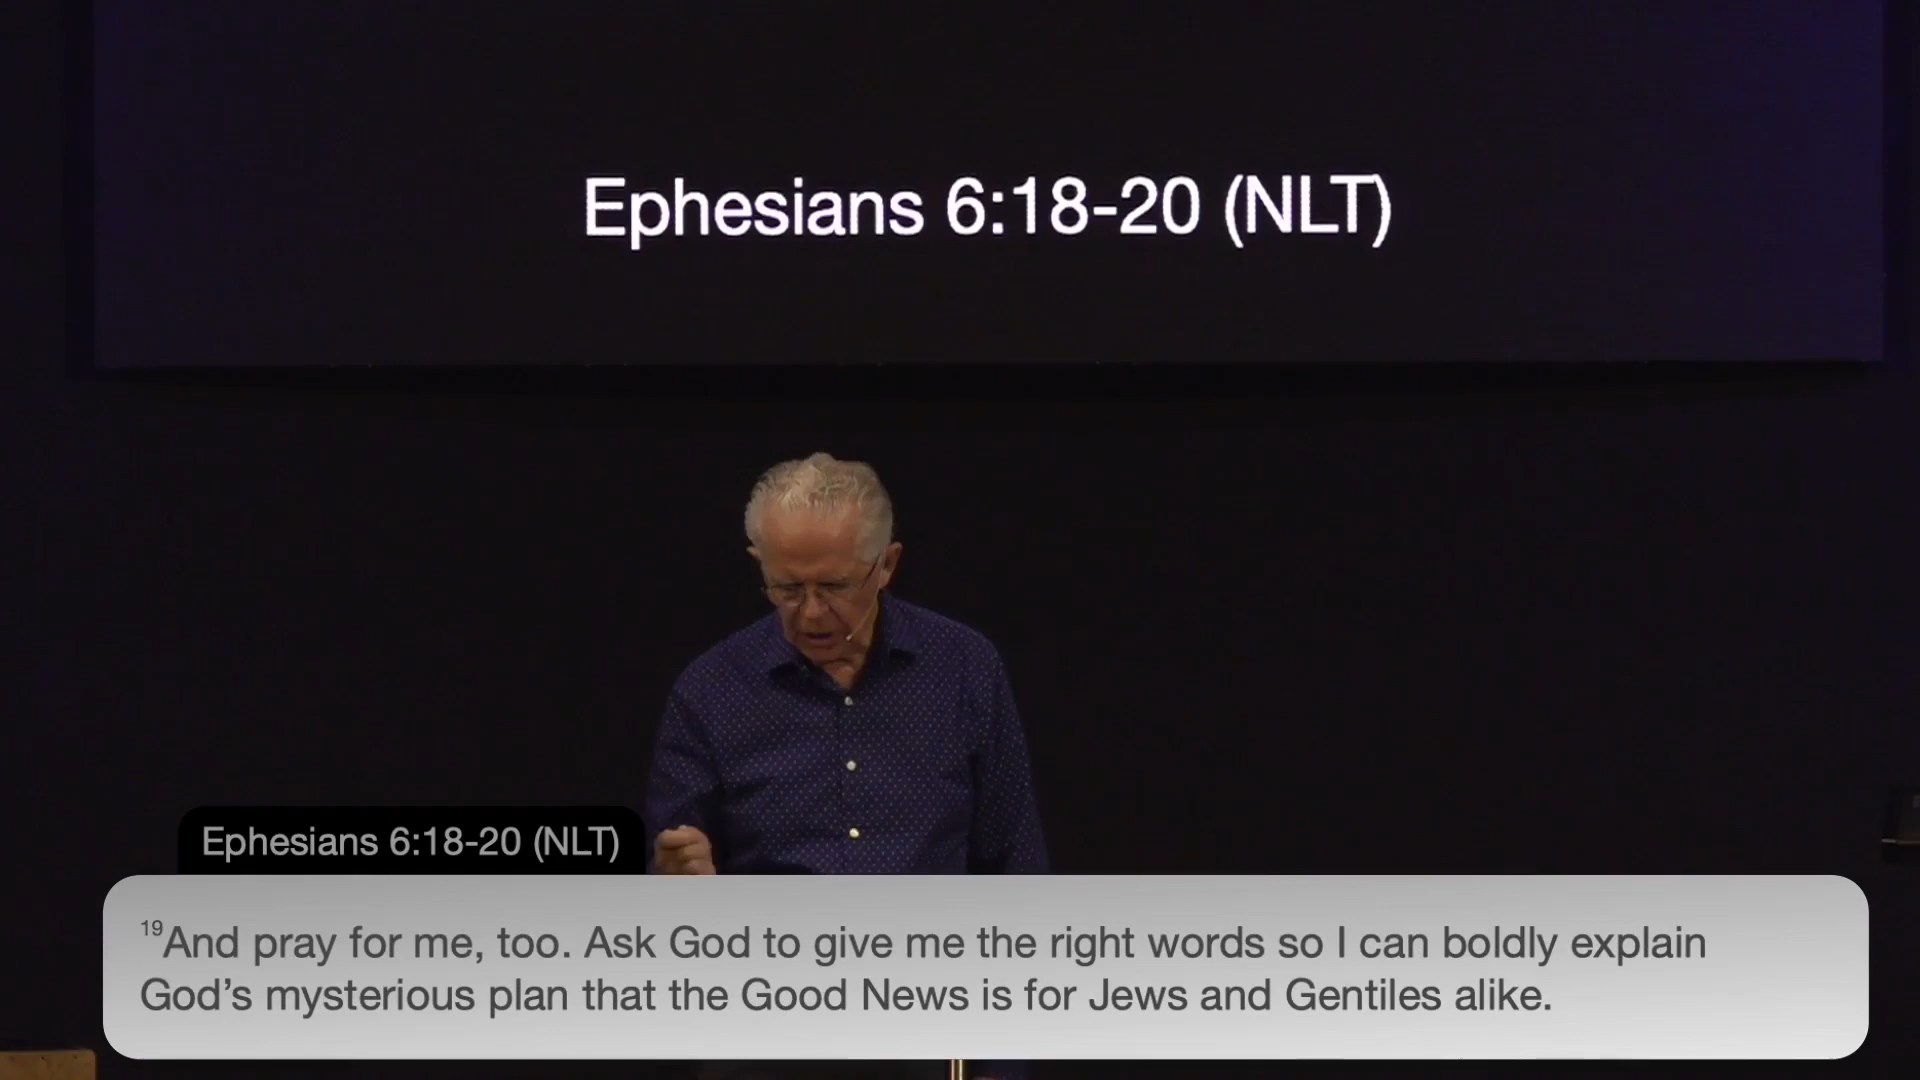 Ephesians 6:18-20 (NLT)
Ephesians 6:18-20 (NLT)
19And pray for me, too. Ask God to give me the right words so I can boldly explain
God’s mysterious plan that the Good News is for Jews and Gentiles alike.